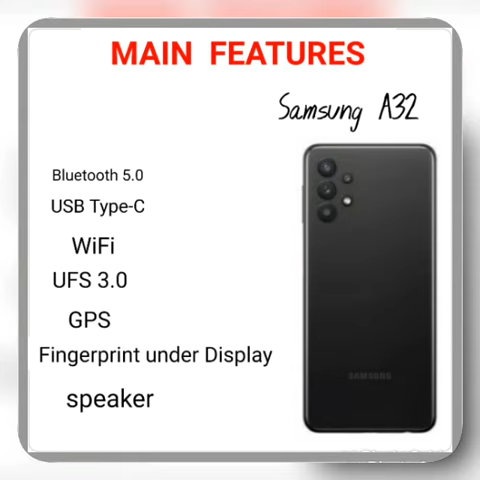 MAIN FEATURES
Samsung A32
Bluetooth 5.0
USB Type-C
WiFi
UFS 3.0
GPS
Fingerprint under Display
speaker
SAMSUNG